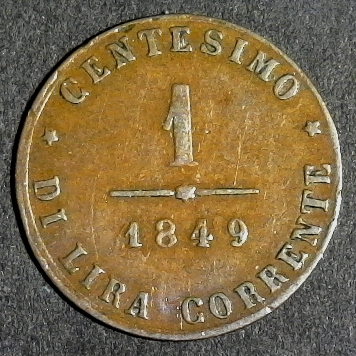 CENTESIMO
1
1849
DI LIRA CORRENTE